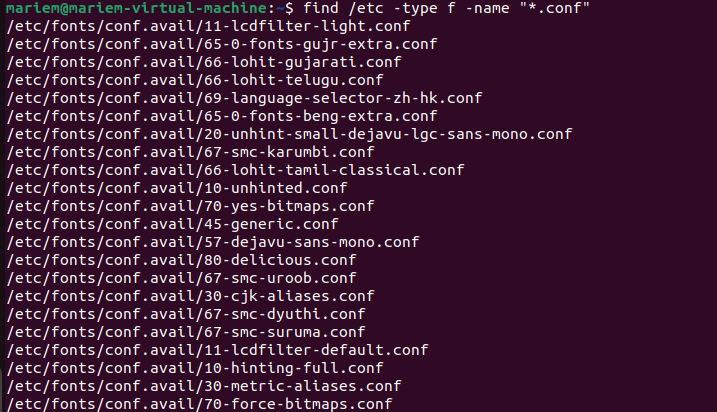 mariem@mariem-virtual-machine:~$ find /etc -type f -name "*.conf"
/etc/fonts/conf.avail/11-lcdfilter-light.conf
/etc/fonts/conf.avail/65-0-fonts-gujr-extra.conf
/etc/fonts/conf.avail/66-lohit-gujarati.conf
/etc/fonts/conf.avail/66-lohit-telugu.conf
/etc/fonts/conf.avail/69-language-selector-zh-hk.conf
/etc/fonts/conf.avail/65-0-fonts-beng-extra.conf
/etc/fonts/conf.avail/20-unhint-small-dejavu-lgc-sans-mono.conf
/etc/fonts/conf.avail/67-smc-karumbi.conf
/etc/fonts/conf.avail/66-lohit-tamil-classical.conf
/etc/fonts/conf.avail/10-unhinted.conf
/etc/fonts/conf.avail/70-yes-bitmaps.conf
/etc/fonts/conf.avail/45-generic.conf
/etc/fonts/conf.avail/57-dejavu-sans-mono.conf
/etc/fonts/conf.avail/80-delicious.conf
/etc/fonts/conf.avail/67-smc-uroob.conf
/etc/fonts/conf.avail/30-cjk-aliases.conf
/etc/fonts/conf.avail/67-smc-dyuthi.conf
/etc/fonts/conf.avail/67-smc-suruma.conf
/etc/fonts/conf.avail/11-lcdfilter-default.conf
/etc/fonts/conf.avail/10-hinting-full.conf
/etc/fonts/conf.avail/30-metric-aliases.conf
/etc/fonts/conf.avail/70-force-bitmaps.conf